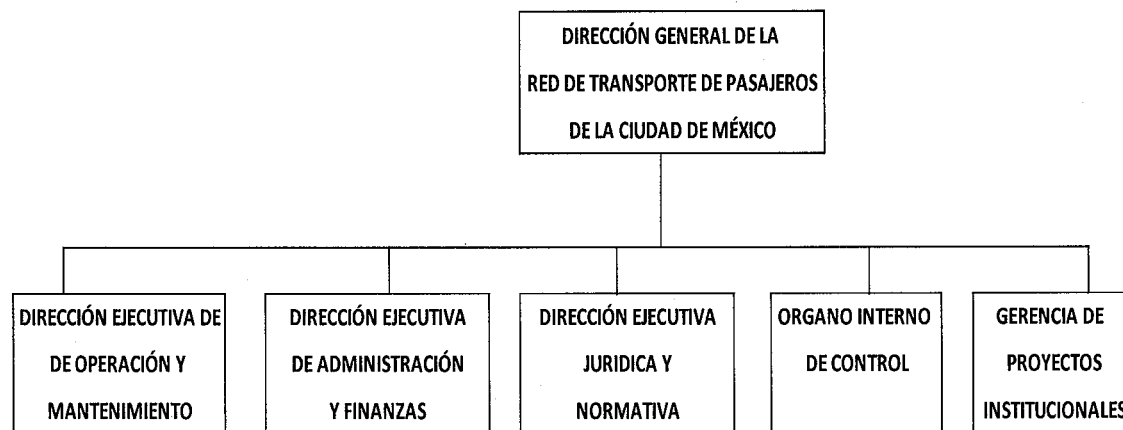 DIRECCIÓN GENERAL DE LA
RED DE TRANSPORTE DE PASAJEROS
DE LA CIUDAD DE MÉXICO
DIRECCIÓN EJECUTIVA DE
DE OPERACIÓN Y
MANTENIMIENTO
DIRECCIÓN EJECUTIVA
DE ADMINISTRACIÓN
Y FINANZAS
DIRECCIÓN EJECUTIVA
JURIDICA Y
NORMATIVA
ORGANO INTERNO
DE CONTROL
GERENCIA DE
PROYECTOS
INSTITUCIONALES